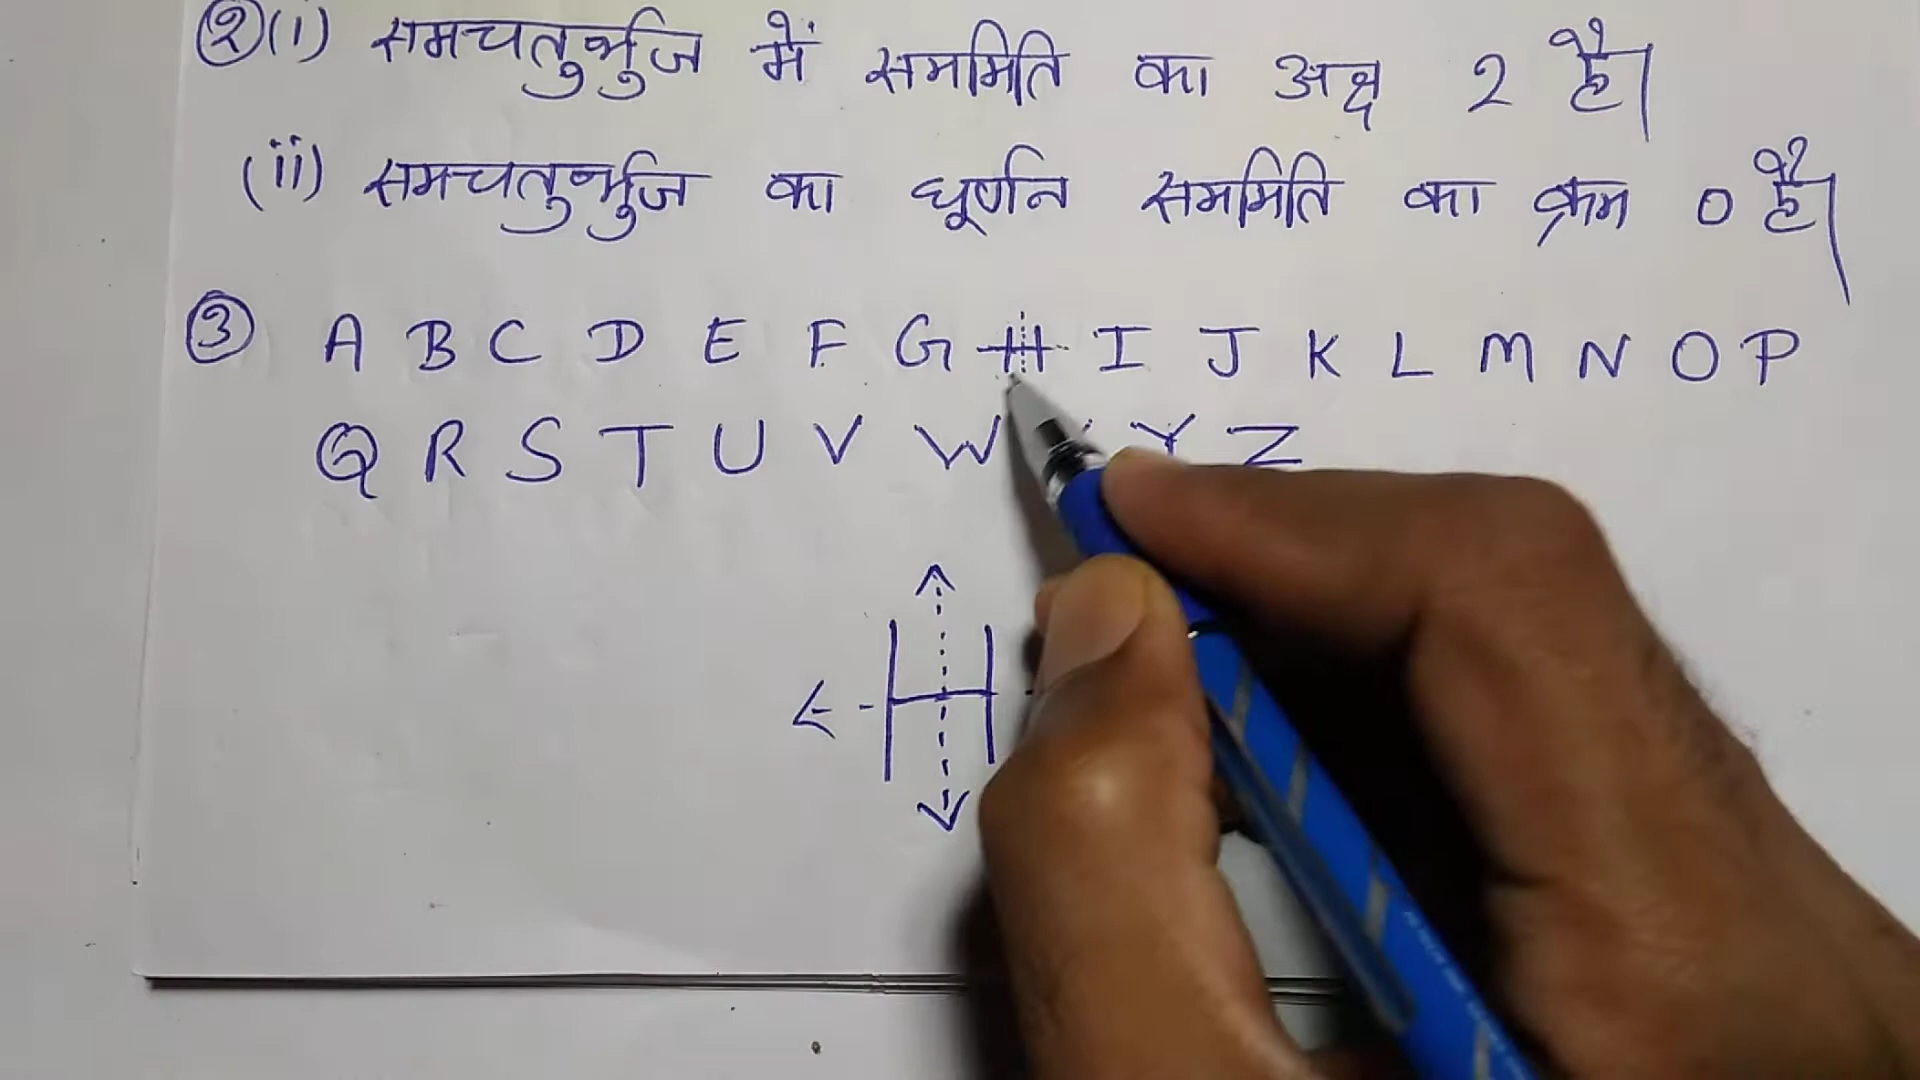 ② (i) समचतुर्भुज में सममिति का अक्ष 2 है।
(ii) समचतुर्भुज का घूर्णन सममिति का क्रम 0 है।
③ A B C D E F G H I J K L M N O P
Q R S T U V W Y Z
H